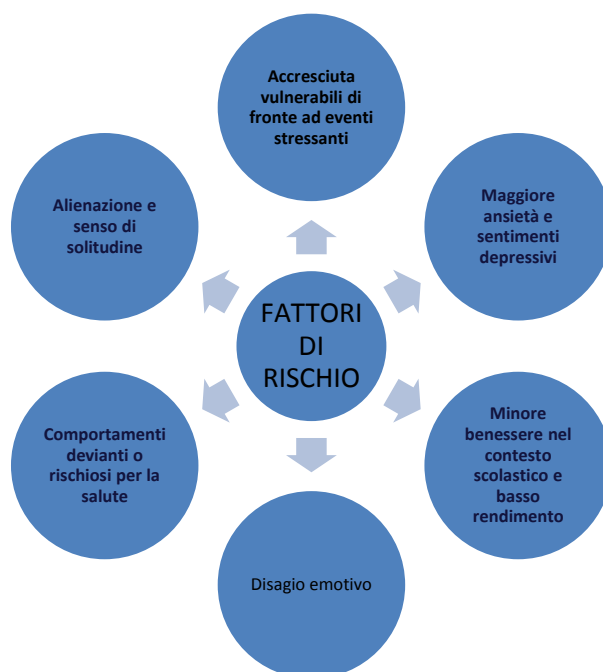 Accresciuta
vulnerabili di
fronte ad eventi
stressanti
Maggiore
ansietà e
sentimenti
depressivi
Minore
benessere nel
contesto
scolastico e
basso
rendimento
Disagio emotivo
Comportamenti
devianti o
rischiosi per la
salute
Alienazione e
senso di
solitudine
FATTORI
DI
RISCHIO